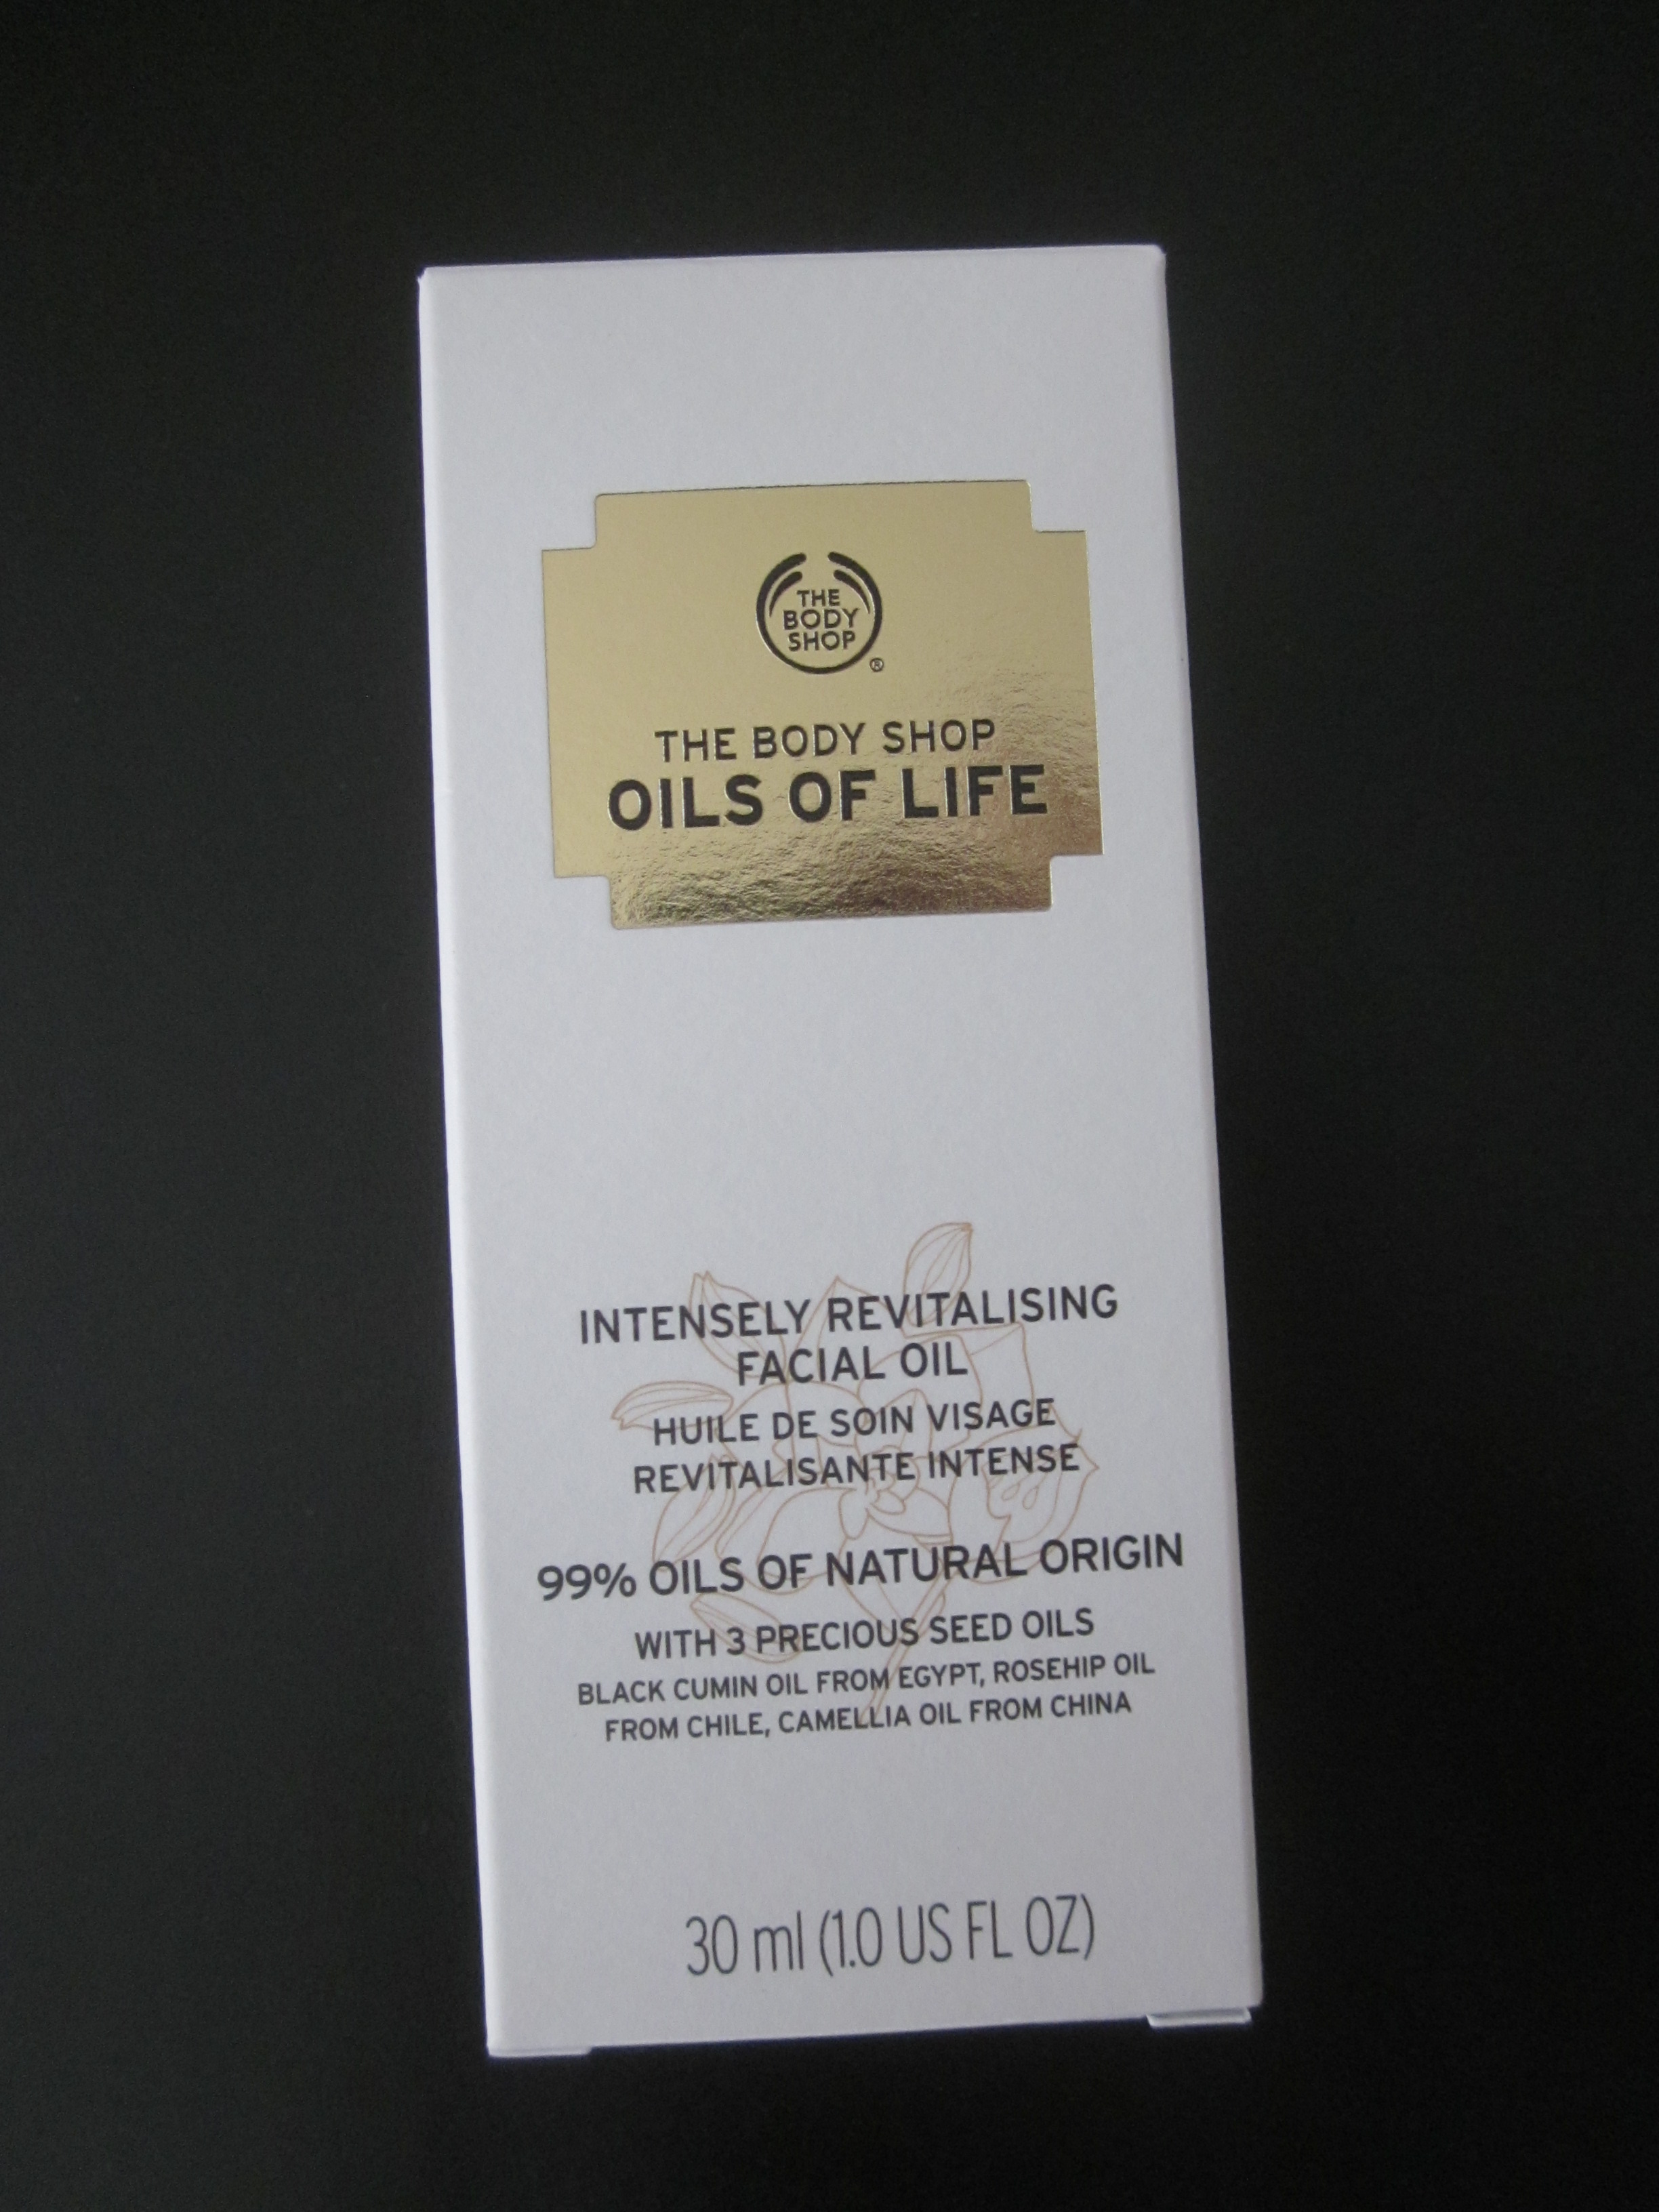 THE
BODY
SHOP
®
THE BODY SHOP
OILS OF LIFE
INTENSELY REVITALISING
FACIAL OIL
HUILE DE SOIN VISAGE
REVITALISANTE INTENSE
99% OILS OF NATURAL ORIGIN
WITH 3 PRECIOUS SEED OILS
BLACK CUMIN OIL FROM EGYPT, ROSEHIP OIL
FROM CHILE, CAMELLIA OIL FROM CHINA
30 ml (1.0 US FL OZ)